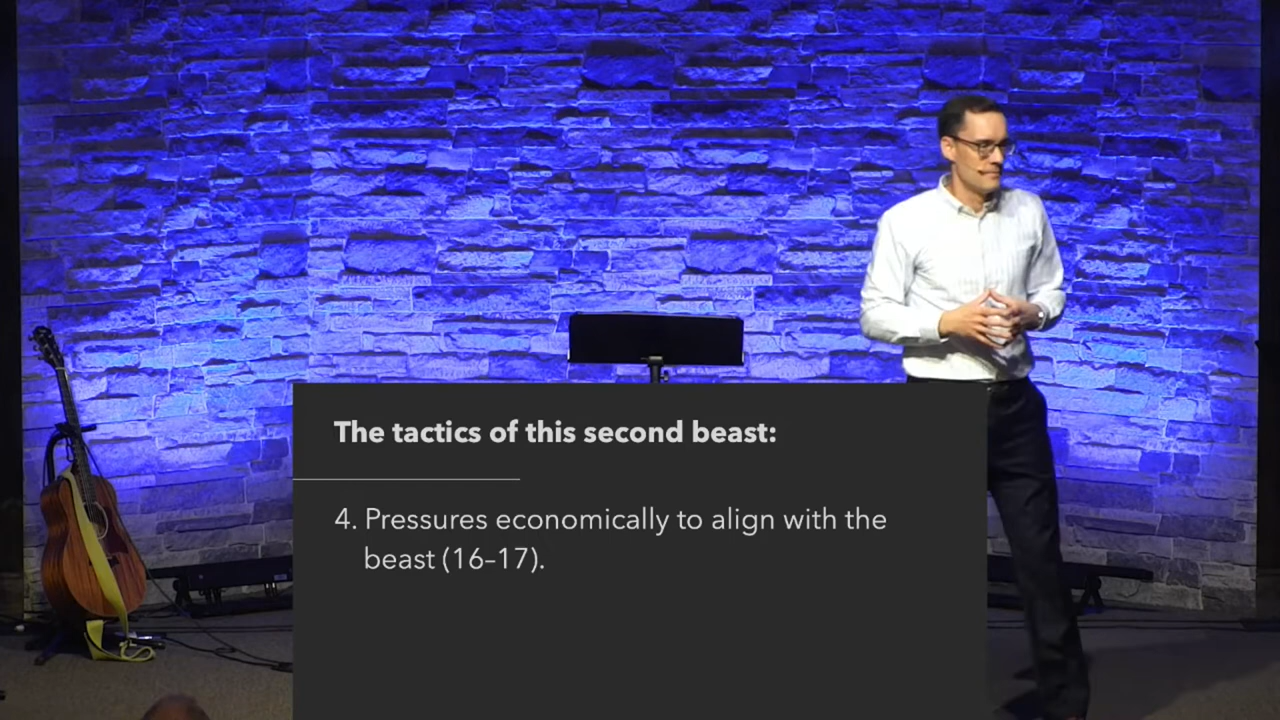 The tactics of this second beast:
4. Pressures economically to align with the
beast (16–17).